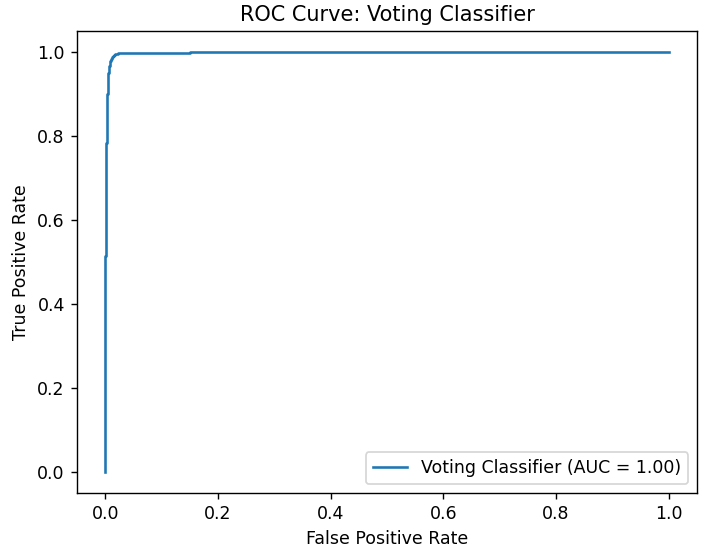 ROC Curve: Voting Classifier
1.0
0.8
0.6
0.4
0.2
0.0
True Positive Rate
Voting Classifier (AUC = 1.00)
0.0 0.2 0.4 0.6 0.8 1.0
False Positive Rate